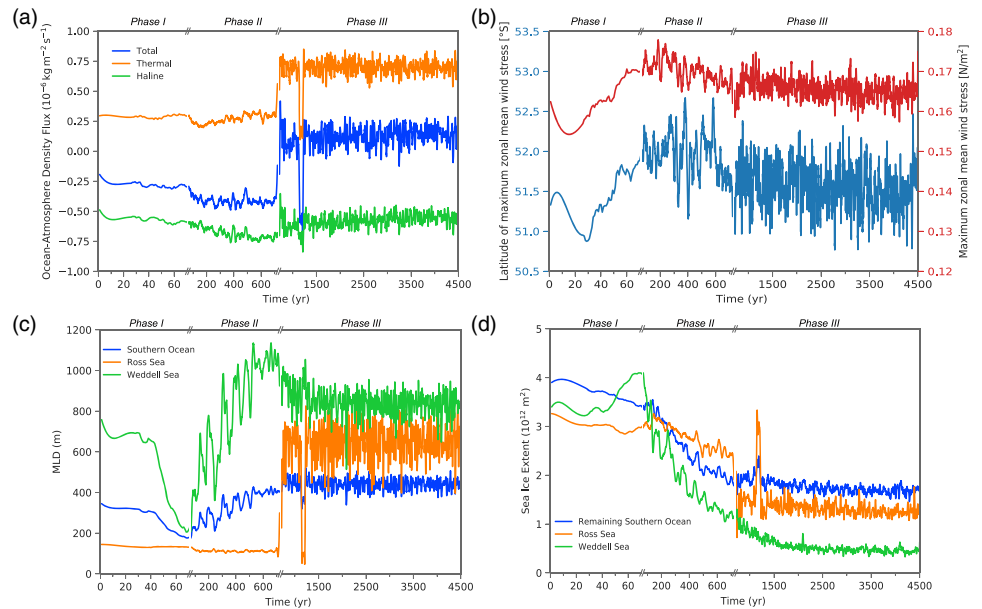 (a)
Phase I
Phase II
Phase III
Ocean-Atmosphere Density Flux (10⁻⁶ kg m⁻² s⁻¹)
1.00
0.75
0.50
0.25
0.00
−0.25
−0.50
−0.75
−1.00
Total
Thermal
Haline
0 20 40 60 200 400 600 1500 2500 3500 4500
Time (yr)
(b)
Phase I
Phase II
Phase III
Latitude of maximum zonal mean wind stress [°S]
53.5
53.0
52.5
52.0
51.5
51.0
50.5
0.18
0.17
0.16
0.15
0.14
0.13
0.12
Maximum zonal mean wind stress [N/m²]
0 20 40 60 200 400 600 1500 2500 3500 4500
Time (yr)
(c)
Phase I
Phase II
Phase III
MLD (m)
1200
1000
800
600
400
200
0
Southern Ocean
Ross Sea
Weddell Sea
0 20 40 60 200 400 600 1500 2500 3500 4500
Time (yr)
(d)
Phase I
Phase II
Phase III
Sea Ice Extent (10¹² m²)
5
4
3
2
1
0
Remaining Southern Ocean
Ross Sea
Weddell Sea
0 20 40 60 200 400 600 1500 2500 3500 4500
Time (yr)